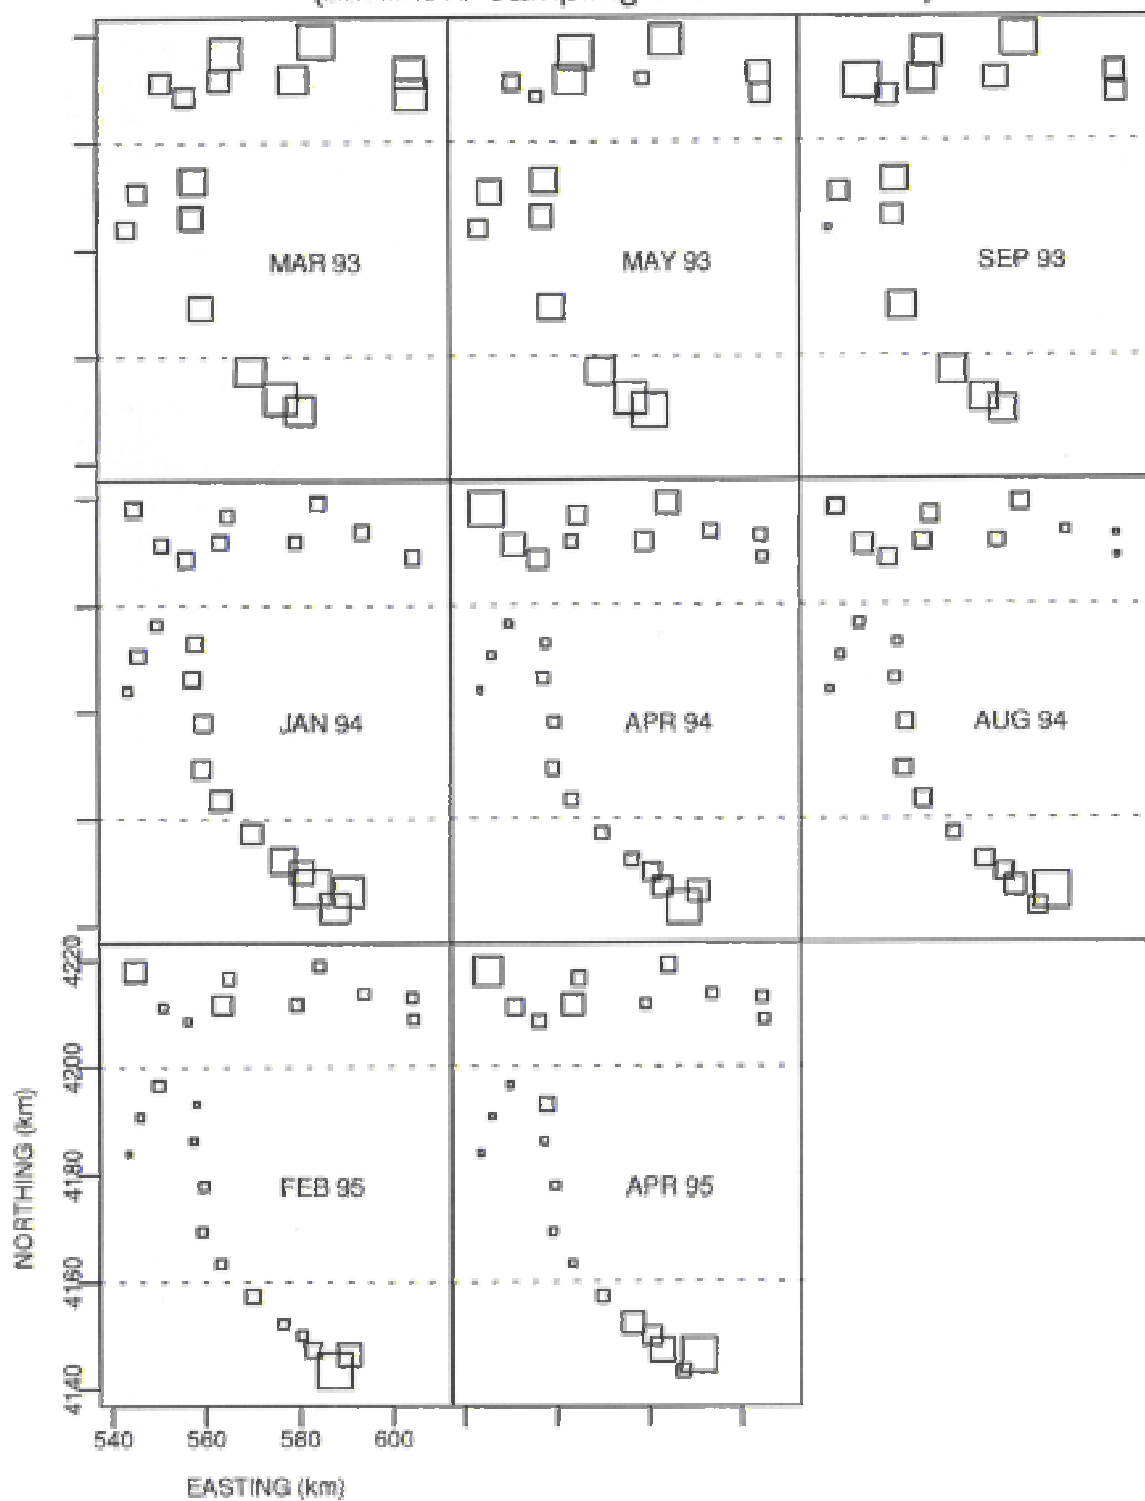 MAR 93
MAY 93
SEP 93
JAN 94
APR 94
AUG 94
4220
4200
4180
4160
4140
NORTHING (km)
FEB 95
APR 95
540 560 580 600
EASTING (km)